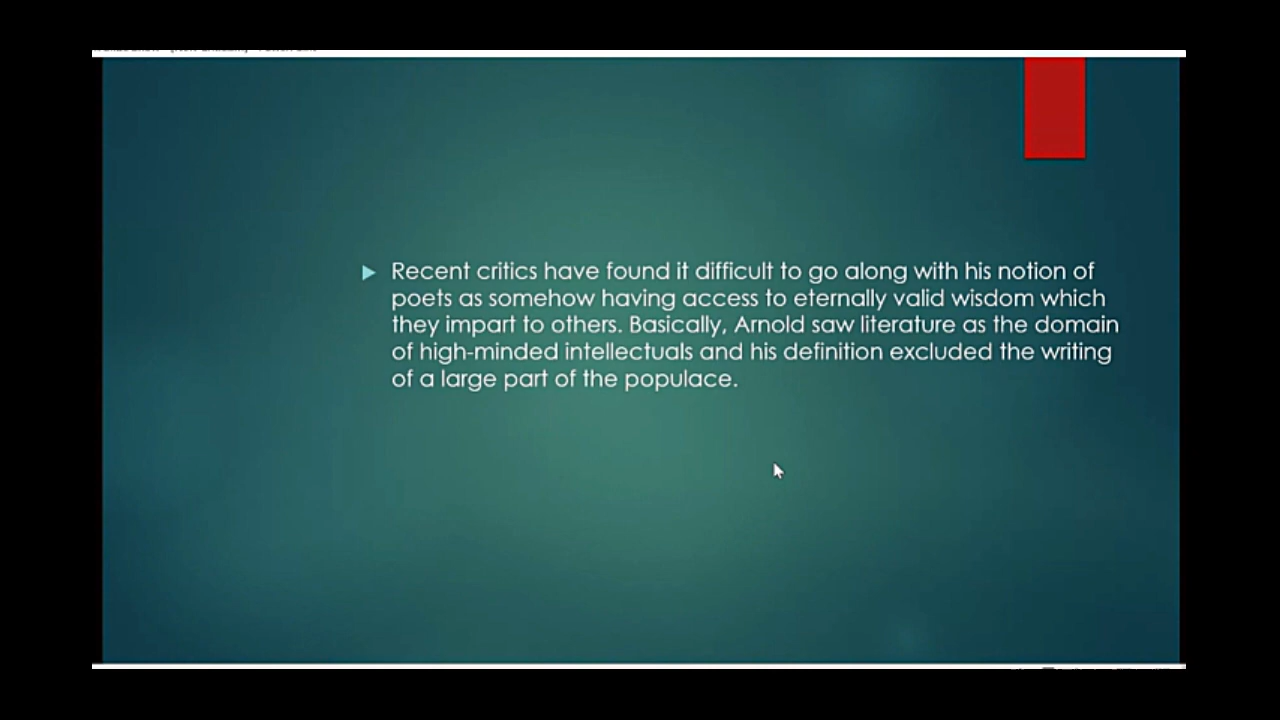 Recent critics have found it difficult to go along with his notion of
poets as somehow having access to eternally valid wisdom which
they impart to others. Basically, Arnold saw literature as the domain
of high-minded intellectuals and his definition excluded the writing
of a large part of the populace.